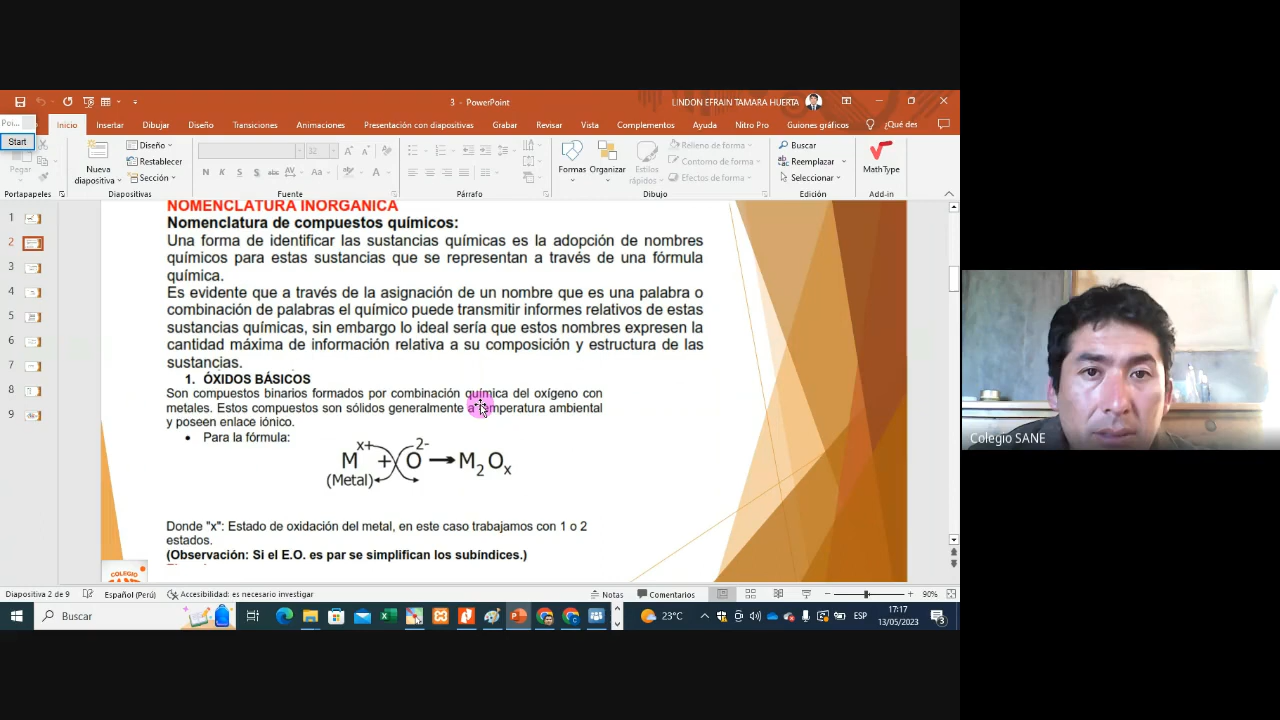 3 - PowerPoint
LINDON EFRAIN TAMARA HUERTA
Inicio Insertar Dibujar Diseño Transiciones Animaciones Presentación con diapositivas Grabar Revisar Vista Complementos Ayuda Nitro Pro Guiones gráficos ¿Qué des
Start
Pegar
Nueva diapositiva
Diseño
Restablecer
Sección
32
Formas
Organizar
Estilos rápidos
Relleno de forma
Contorno de forma
Efectos de forma
Buscar
Reemplazar
Seleccionar
MathType
Portapapeles Diapositivas Fuente Párrafo Dibujo Edición Add-in
1
2
3
4
5
6
7
8
9
NOMENCLATURA INORGANICA
Nomenclatura de compuestos químicos:
Una forma de identificar las sustancias químicas es la adopción de nombres
químicos para estas sustancias que se representan a través de una fórmula
química.
Es evidente que a través de la asignación de un nombre que es una palabra o
combinación de palabras el químico puede transmitir informes relativos de estas
sustancias químicas, sin embargo lo ideal sería que estos nombres expresen la
cantidad máxima de información relativa a su composición y estructura de las
sustancias.
1. ÓXIDOS BÁSICOS
Son compuestos binarios formados por combinación química del oxígeno con
metales. Estos compuestos son sólidos generalmente a temperatura ambiental
y poseen enlace iónico.
• Para la fórmula:
M x+ + O 2- → M2Ox
(Metal)
Donde "x": Estado de oxidación del metal, en este caso trabajamos con 1 o 2
estados.
(Observación: Si el E.O. es par se simplifican los subíndices.)
COLEGIO
Colegio SANE
Diapositiva 2 de 9 Español (Perú) Accesibilidad: es necesario investigar Notas Comentarios 90%
Buscar
23°C
ESP
17:17
13/05/2023
3